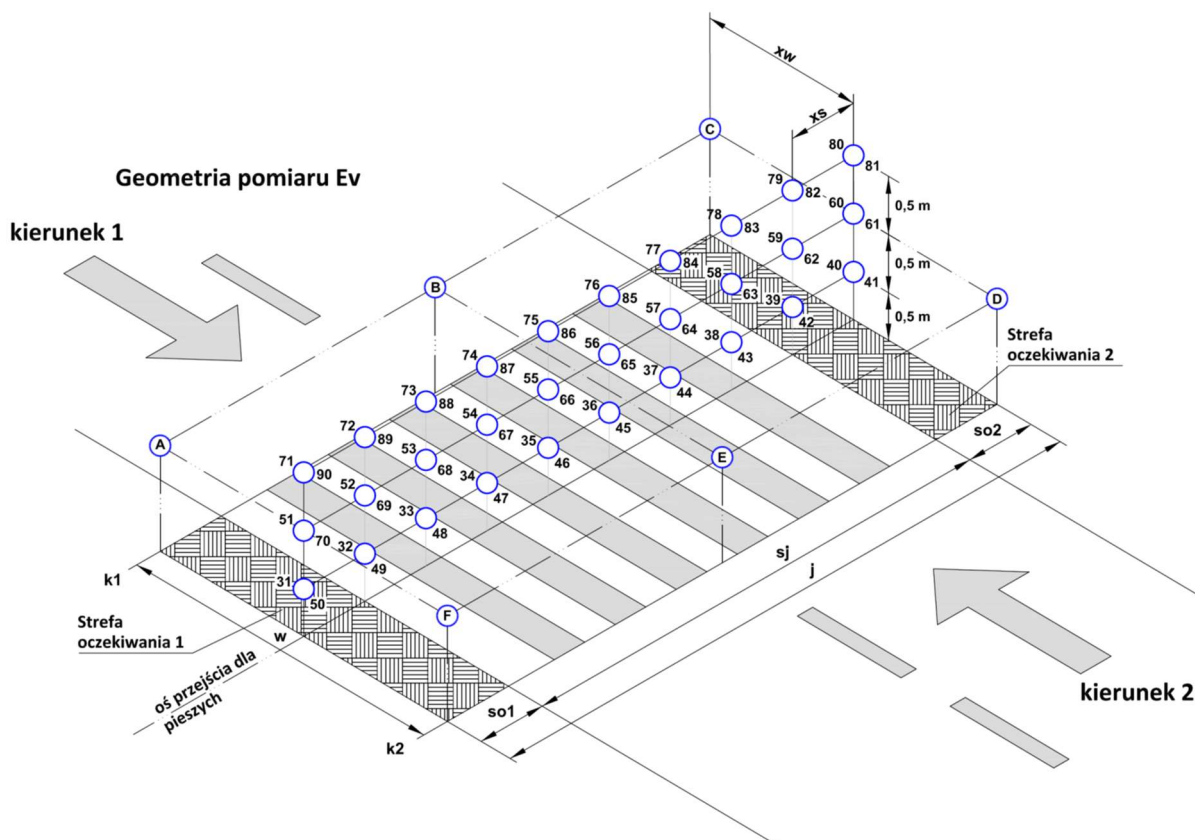 xw
xs
C
80
81
79
82
0,5 m
Geometria pomiaru Ev
78
83
60
61
kierunek 1
59
62
0,5 m
77
84
58
63
40
41
B
76
85
39
42
0,5 m
D
57
64
75
86
38
43
Strefa
oczekiwania 2
56
65
74
87
37
44
55
66
73
88
36
45
54
67
72
89
35
46
A
53
68
E
so2
71
90
34
47
52
69
33
48
51
70
32
49
sj
j
k1
31
50
F
Strefa
oczekiwania 1
w
oś przejścia dla
pieszych
so1
k2
kierunek 2